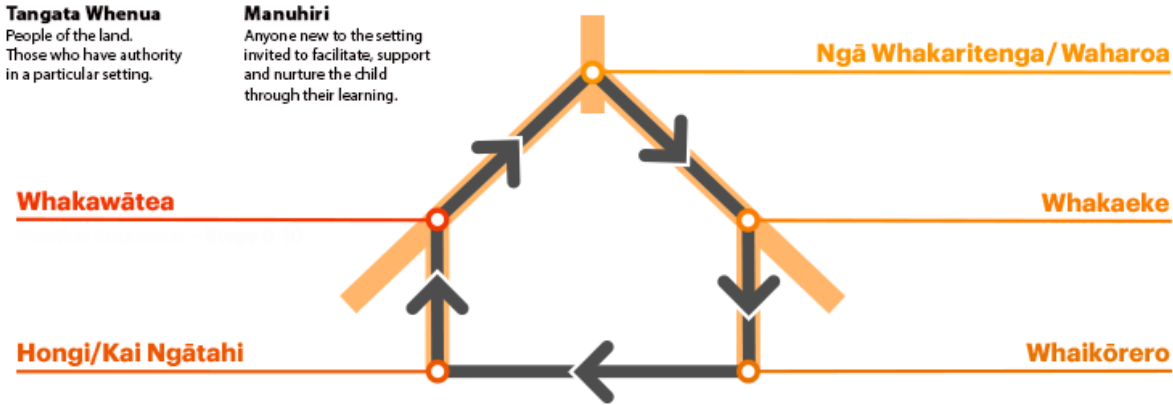 Tangata Whenua
People of the land.
Those who have authority
in a particular setting.
Manuhiri
Anyone new to the setting
invited to facilitate, support
and nurture the child
through their learning.
Ngā Whakaritenga/Waharoa
Whakawātea
Whakaeke
Hongi/Kai Ngātahi
Whaikōrero